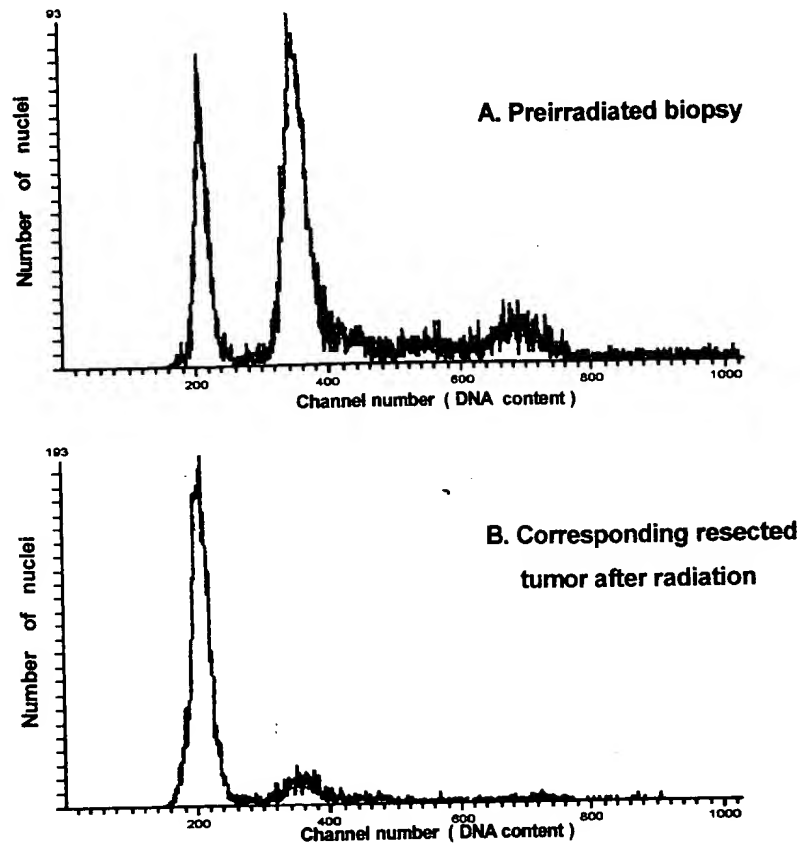 93
Number of nuclei
A. Preirradiated biopsy
200 400 600 800 1000
Channel number ( DNA content )
193
Number of nuclei
B. Corresponding resected
tumor after radiation
200 400 600 800 1000
Channel number ( DNA content )